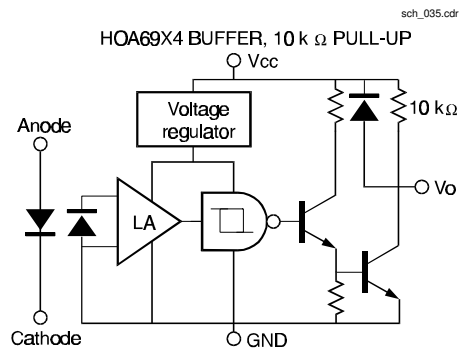 sch_035.cdr
HOA69X4 BUFFER, 10 k Ω PULL-UP
Vcc
Voltage
regulator
10 kΩ
Anode
Vo
LA
Cathode
GND